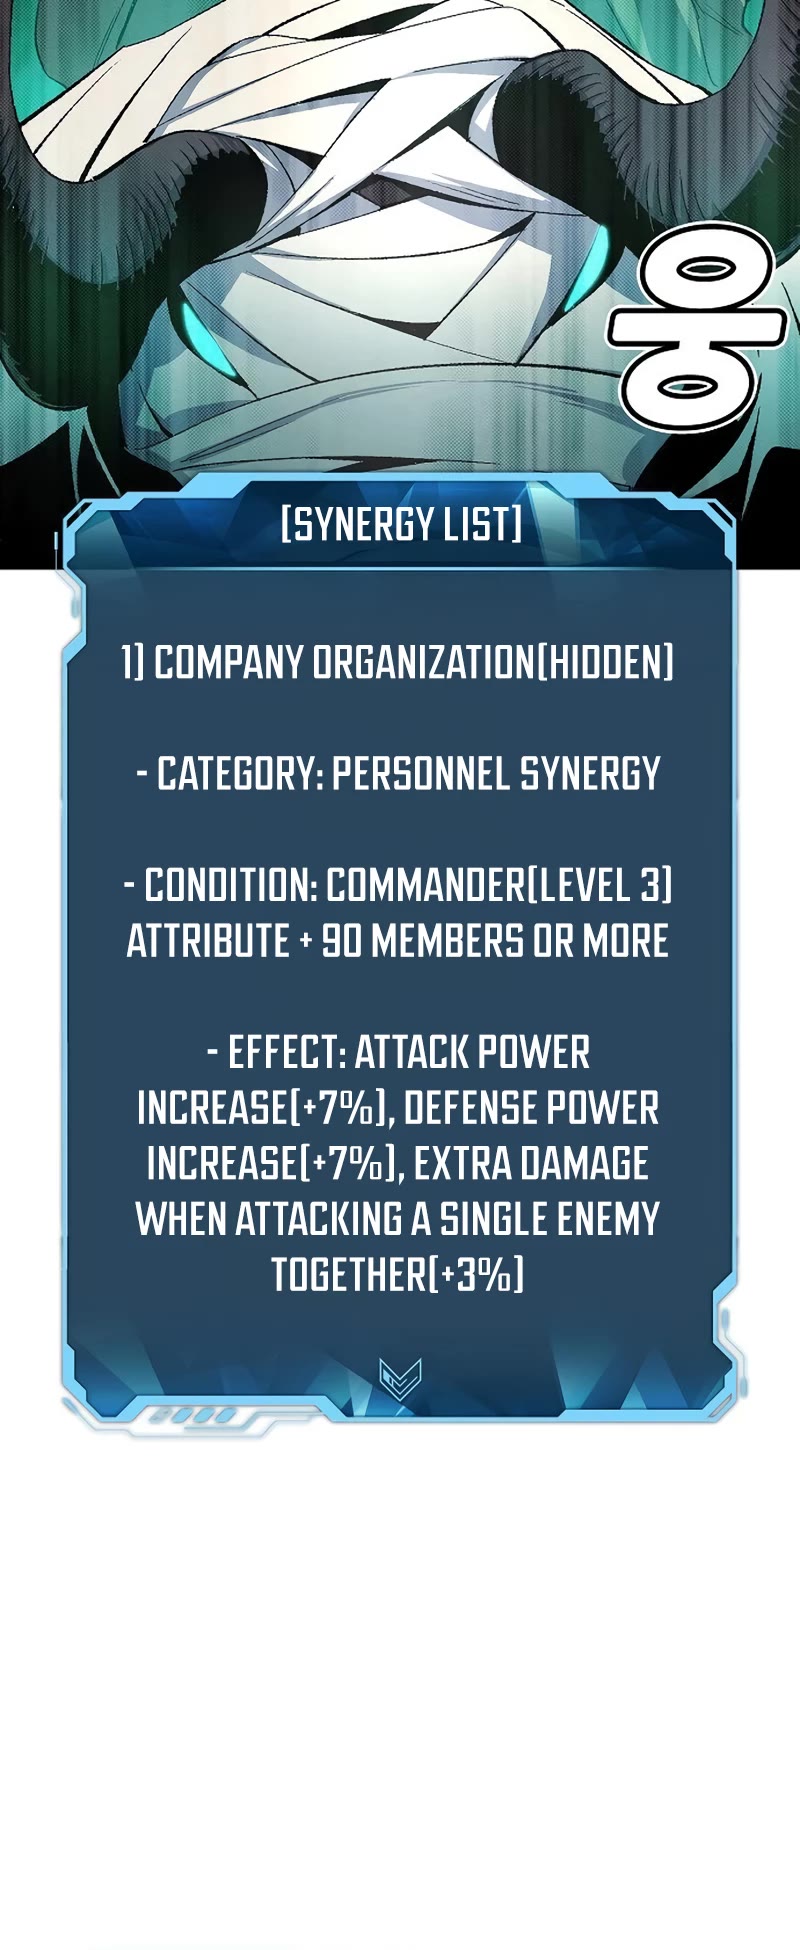 웅
[SYNERGY LIST]
1] COMPANY ORGANIZATION[HIDDEN]
- CATEGORY: PERSONNEL SYNERGY
- CONDITION: COMMANDER[LEVEL 3]
ATTRIBUTE + 90 MEMBERS OR MORE
- EFFECT: ATTACK POWER
INCREASE[+7%], DEFENSE POWER
INCREASE[+7%], EXTRA DAMAGE
WHEN ATTACKING A SINGLE ENEMY
TOGETHER[+3%]